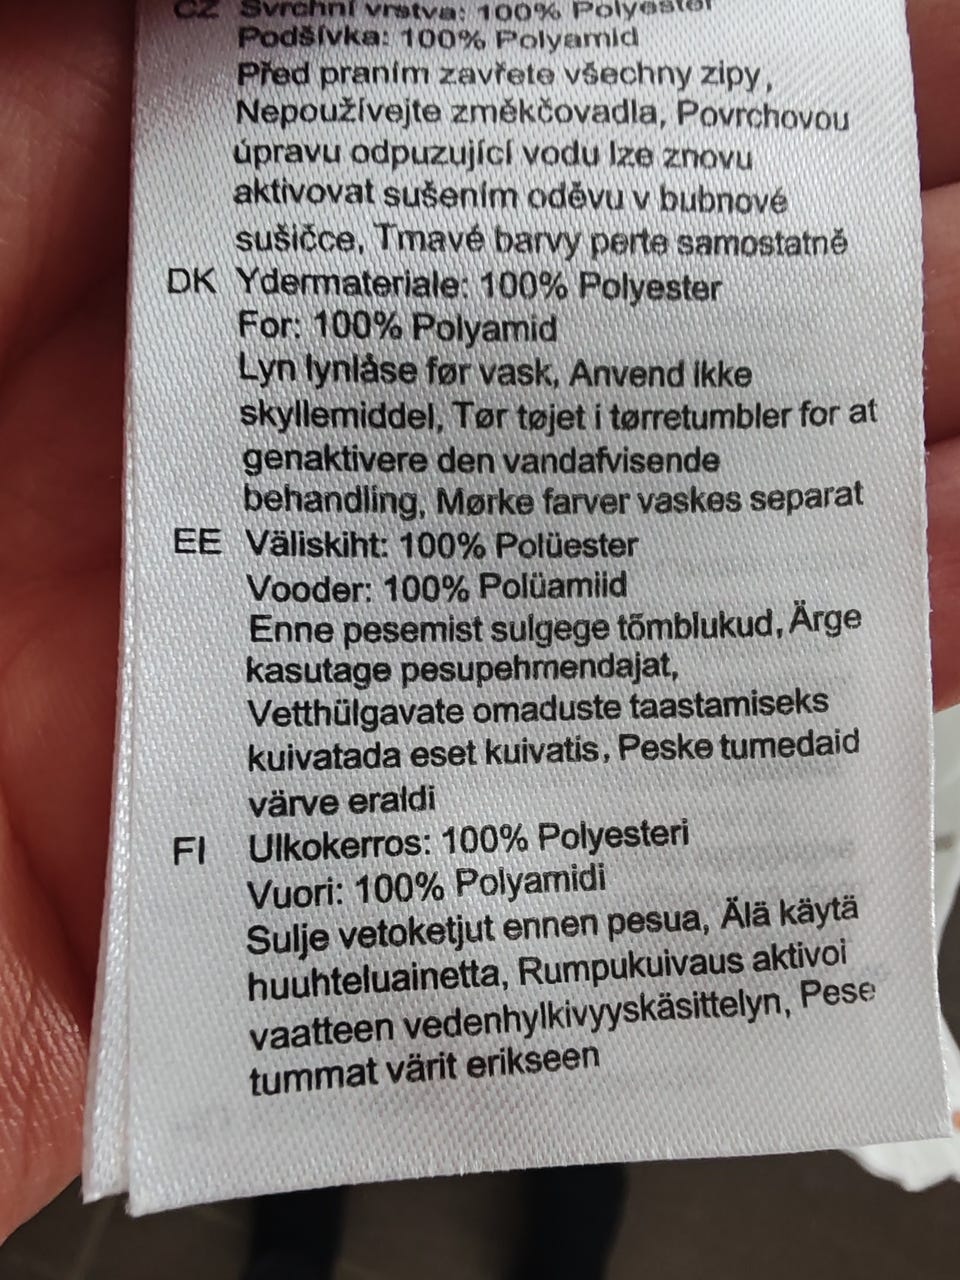 CZ Svrchní vrstva: 100% Polyester
Podšívka: 100% Polyamid
Před praním zavřete všechny zipy,
Nepoužívejte změkčovadla, Povrchovou
úpravu odpuzující vodu lze znovu
aktivovat sušením oděvu v bubnové
sušičce, Tmavé barvy perte samostatně
DK Ydermateriale: 100% Polyester
For: 100% Polyamid
Lyn lynlåse før vask, Anvend ikke
skyllemiddel, Tør tøjet i tørretumbler for at
genaktivere den vandafvisende
behandling, Mørke farver vaskes separat
EE Väliskiht: 100% Polüester
Vooder: 100% Polüamiid
Enne pesemist sulgege tõmblukud, Ärge
kasutage pesupehmendajat,
Vetthülgavate omaduste taastamiseks
kuivatada eset kuivatis, Peske tumedaid
värve eraldi
FI Ulkokerros: 100% Polyesteri
Vuori: 100% Polyamidi
Sulje vetoketjut ennen pesua, Älä käytä
huuhteluainetta, Rumpukuivaus aktivoi
vaatteen vedenhylkivyyskäsittelyn, Pese
tummat värit erikseen